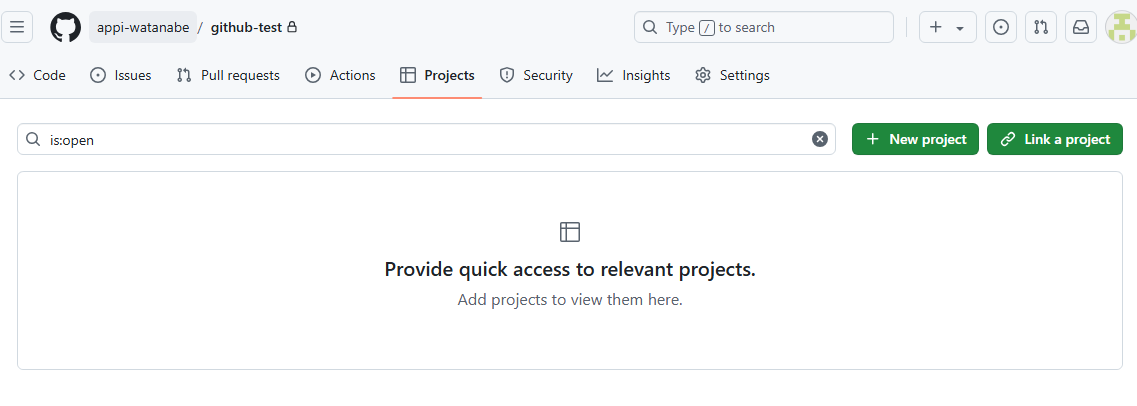 appi-watanabe / github-test Type / to search
Code Issues Pull requests Actions Projects Security Insights Settings
is:open New project Link a project
Provide quick access to relevant projects.
Add projects to view them here.